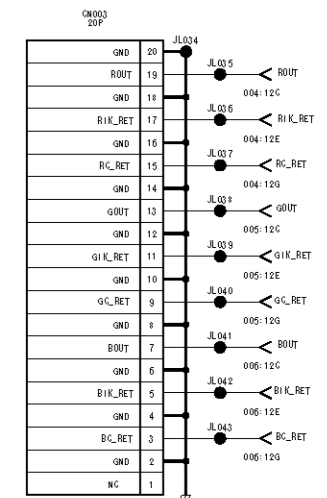 CN003
20P
JL034
GND 20
JL035
ROUT 19 ROUT
GND 18 004:12C
JL036
RIK_RET 17 RIK_RET
GND 16 004:12E
JL037
RC_RET 15 RC_RET
GND 14 004:12G
JL038
GOUT 13 GOUT
GND 12 005:12C
JL039
GIK_RET 11 GIK_RET
GND 10 005:12E
JL040
GC_RET 9 GC_RET
GND 8 005:12G
JL041
BOUT 7 BOUT
GND 6 006:12C
JL042
BIK_RET 5 BIK_RET
GND 4 006:12E
JL043
BC_RET 3 BC_RET
GND 2 006:12G
NC 1